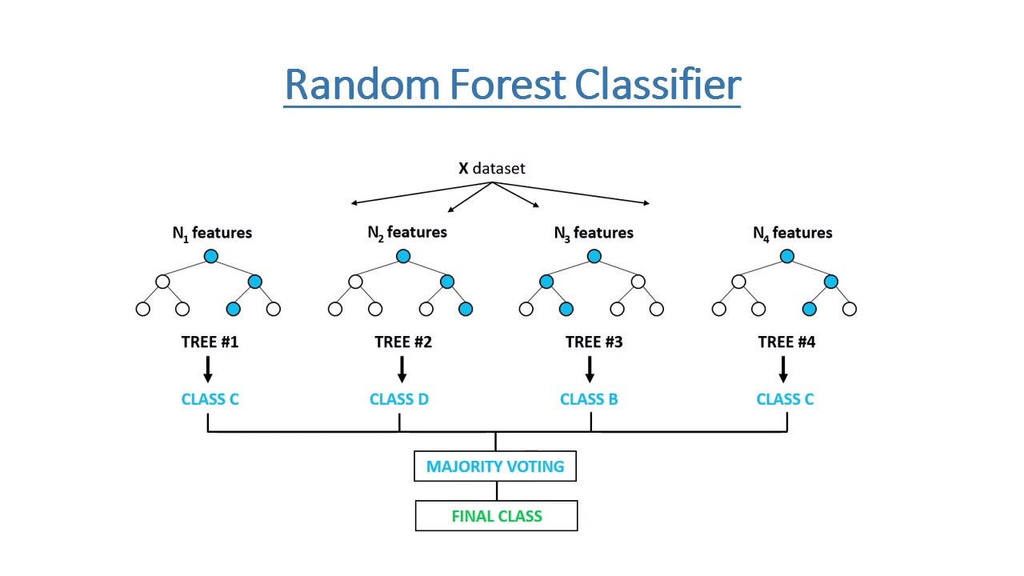 Random Forest Classifier
X dataset
N1 features N2 features N3 features N4 features
TREE #1 TREE #2 TREE #3 TREE #4
CLASS C CLASS D CLASS B CLASS C
MAJORITY VOTING
FINAL CLASS